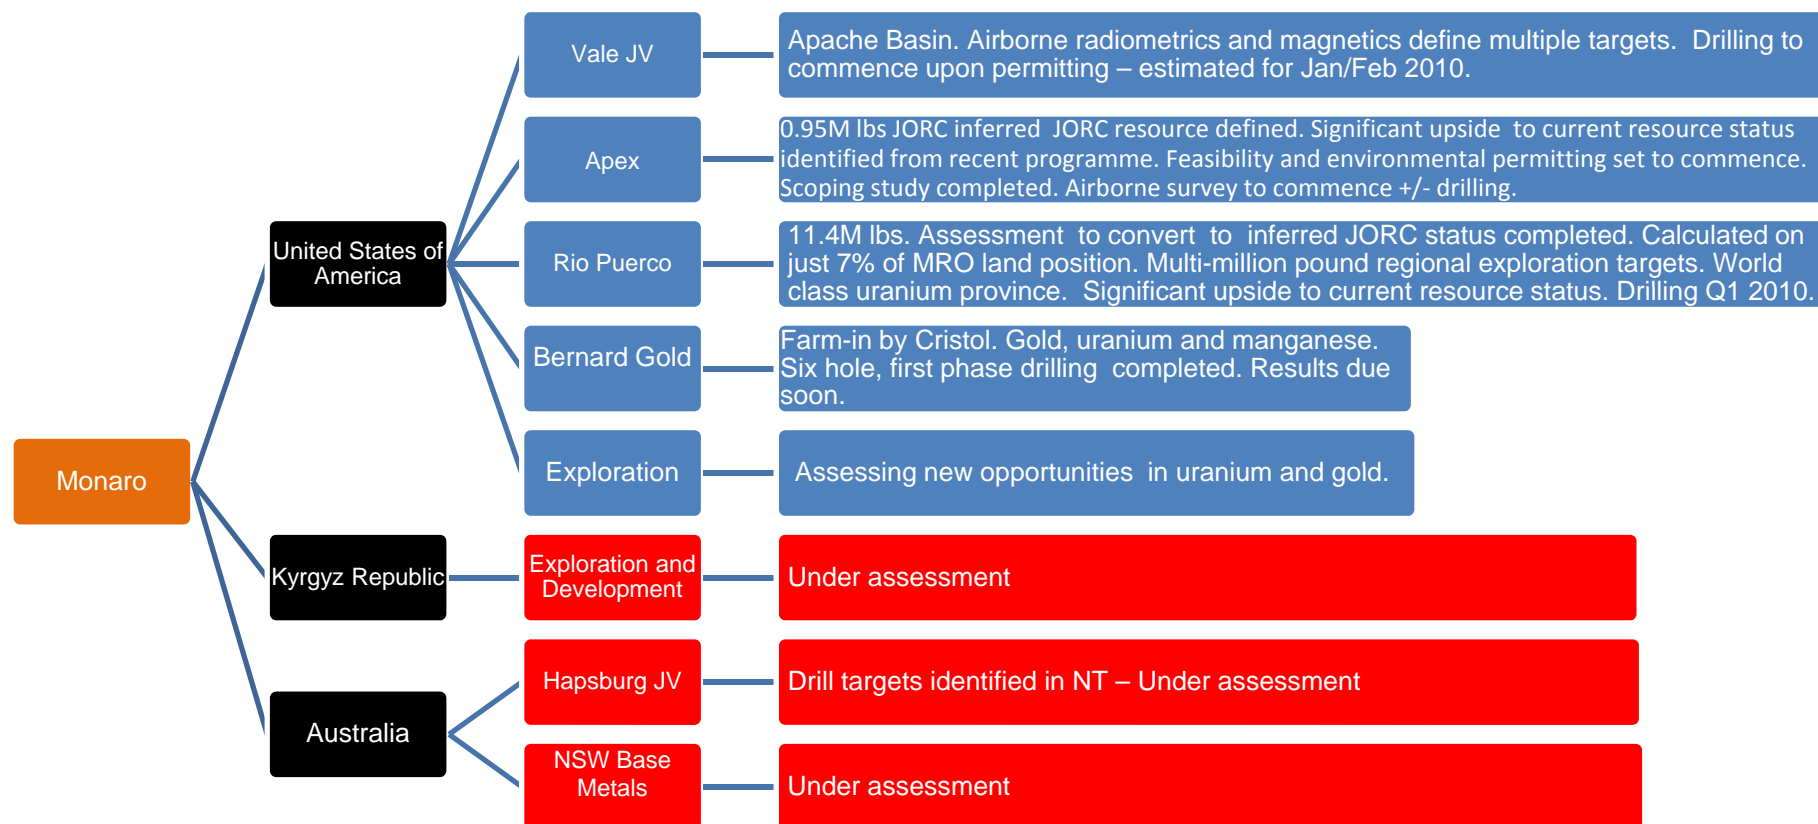 Vale JV
Apache Basin. Airborne radiometrics and magnetics define multiple targets. Drilling to
commence upon permitting – estimated for Jan/Feb 2010.
Apex
0.95M lbs JORC inferred JORC resource defined. Significant upside to current resource status
identified from recent programme. Feasibility and environmental permitting set to commence.
Scoping study completed. Airborne survey to commence +/- drilling.
United States of
America
Rio Puerco
11.4M lbs. Assessment to convert to inferred JORC status completed. Calculated on
just 7% of MRO land position. Multi-million pound regional exploration targets. World
class uranium province. Significant upside to current resource status. Drilling Q1 2010.
Bernard Gold
Farm-in by Cristol. Gold, uranium and manganese.
Six hole, first phase drilling completed. Results due
soon.
Exploration
Assessing new opportunities in uranium and gold.
Monaro
Kyrgyz Republic
Exploration and
Development
Under assessment
Hapsburg JV
Drill targets identified in NT – Under assessment
Australia
NSW Base
Metals
Under assessment